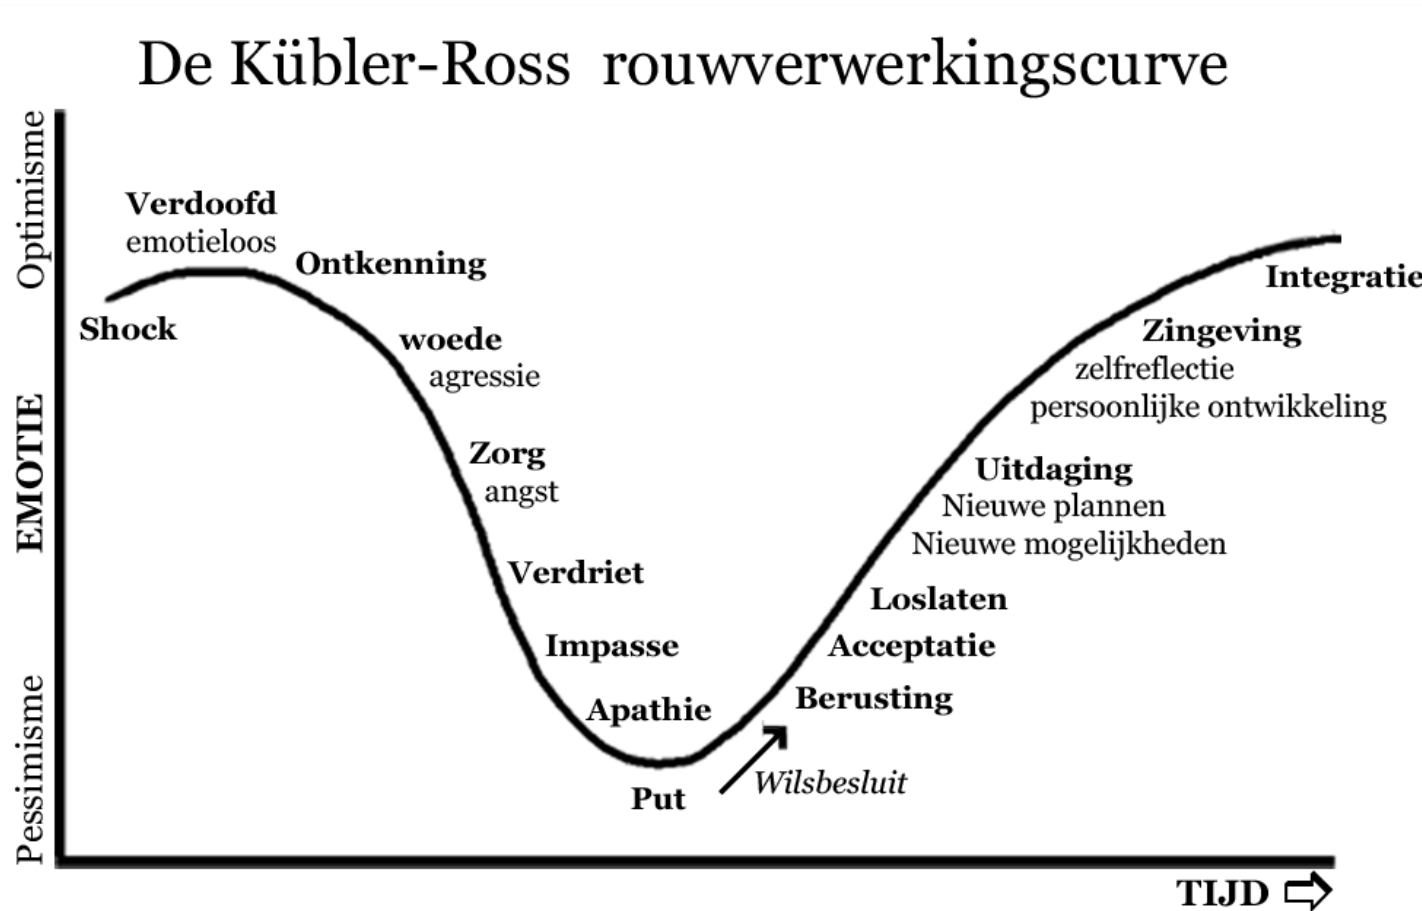 De Kübler-Ross rouwverwerkingscurve
Optimisme
EMOTIE
Pessimisme
Verdoofd
emotieloos
Shock
Ontkenning
woede
agressie
Zorg
angst
Verdriet
Impasse
Apathie
Put
Wilsbesluit
Berusting
Acceptatie
Loslaten
Uitdaging
Nieuwe plannen
Nieuwe mogelijkheden
Zingeving
zelfreflectie
persoonlijke ontwikkeling
Integratie
TIJD